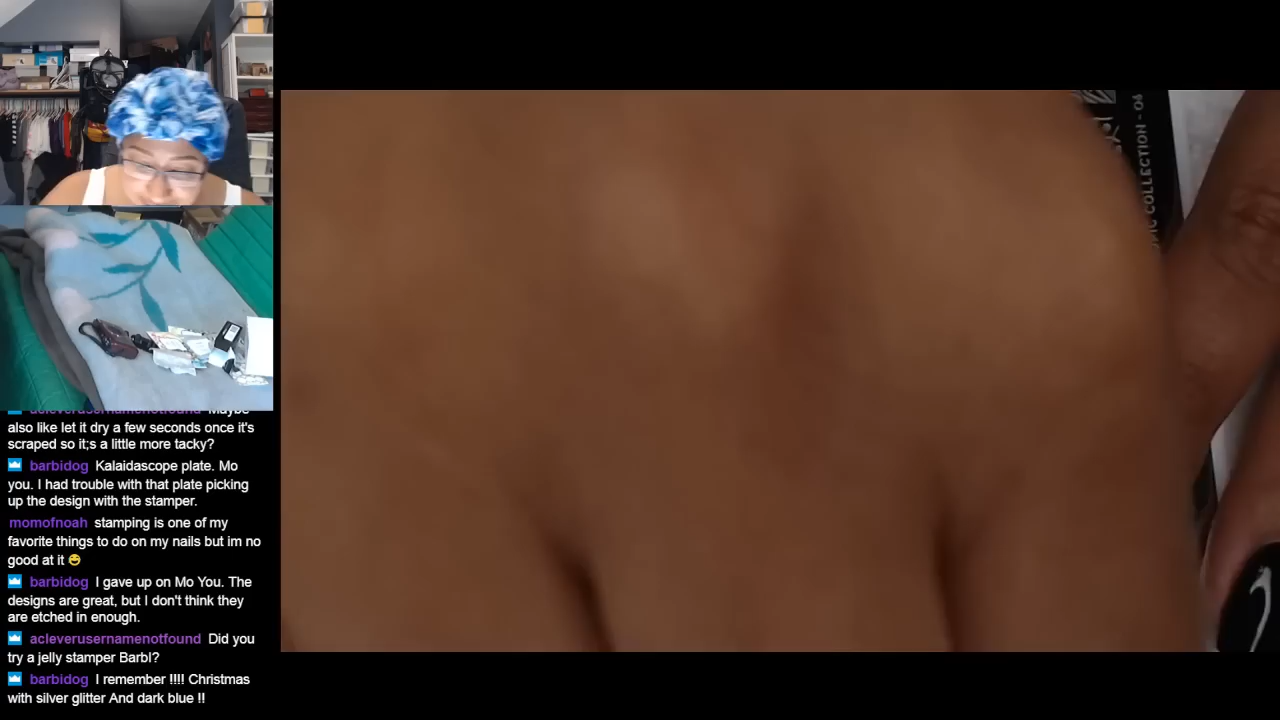 COLLECTION - 06
acleverusernamenotfound Maybe
also like let it dry a few seconds once it's
scraped so it;s a little more tacky?
barbidog Kalaidascope plate. Mo
you. I had trouble with that plate picking
up the design with the stamper.
momofnoah stamping is one of my
favorite things to do on my nails but im no
good at it 😅
barbidog I gave up on Mo You. The
designs are great, but I don't think they
are etched in enough.
acleverusernamenotfound Did you
try a jelly stamper BarbI?
barbidog I remember !!!! Christmas
with silver glitter And dark blue !!